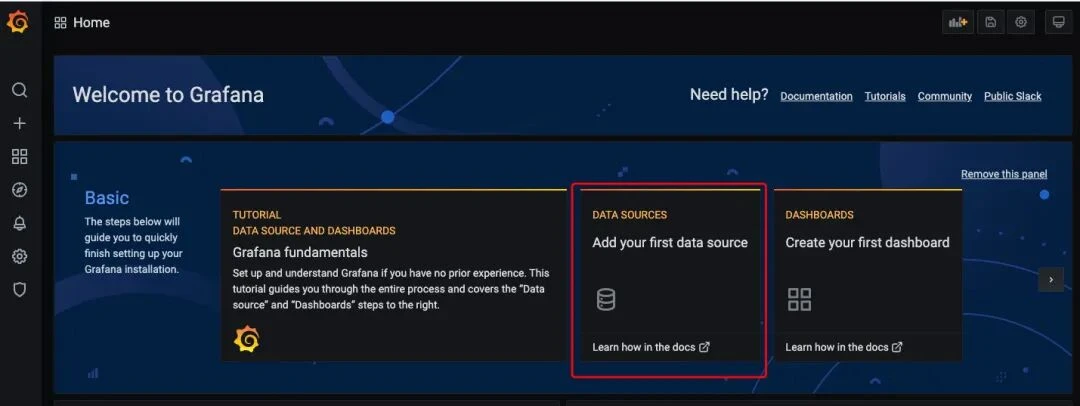 Home
Welcome to Grafana
Need help? Documentation Tutorials Community Public Slack
Remove this panel
Basic
The steps below will
guide you to quickly
finish setting up your
Grafana installation.
TUTORIAL
DATA SOURCE AND DASHBOARDS
Grafana fundamentals
Set up and understand Grafana if you have no prior experience. This
tutorial guides you through the entire process and covers the “Data
source” and “Dashboards” steps to the right.
DATA SOURCES
Add your first data source
Learn how in the docs
DASHBOARDS
Create your first dashboard
Learn how in the docs